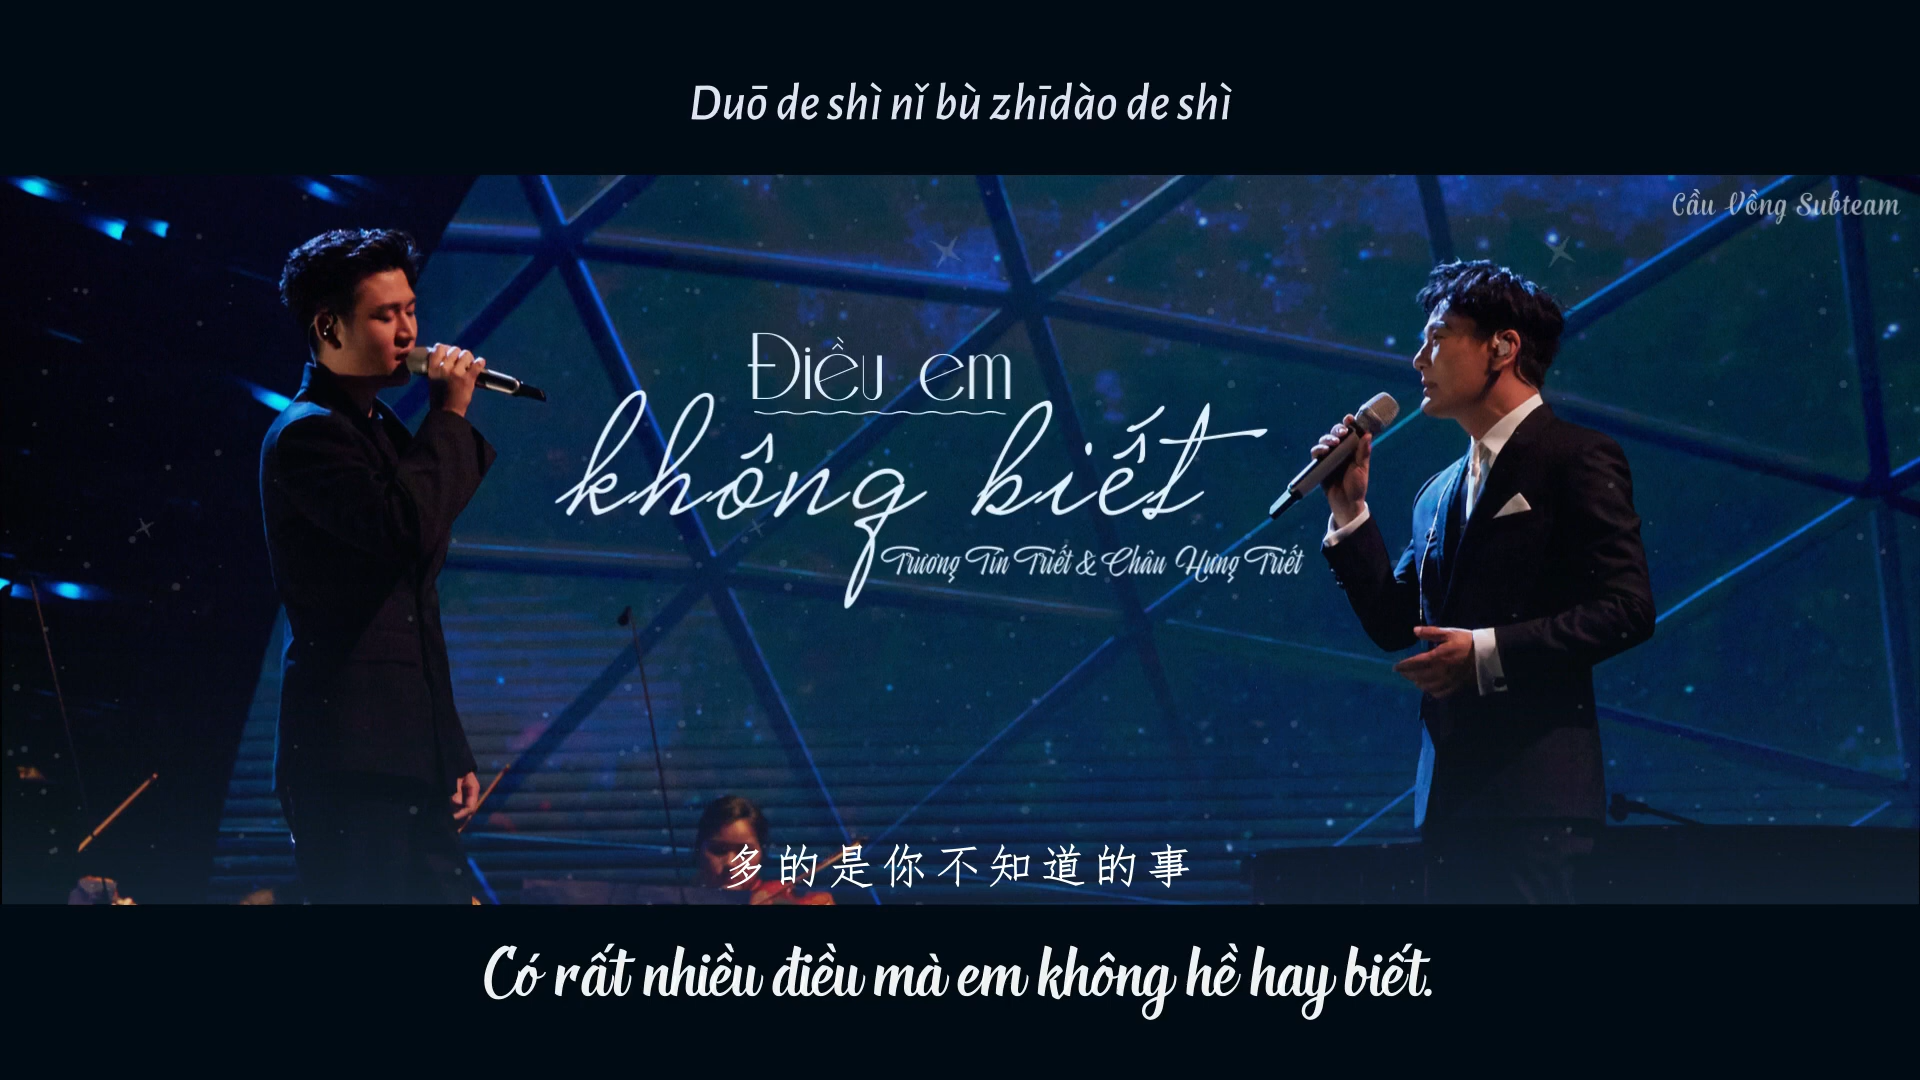 Duō de shì nǐ bù zhīdào de shì
Cầu Vồng Subteam
Điều em
không biết
Trương Tín Triết & Châu Hưng Triết
多的是你不知道的事
Có rất nhiều điều mà em không hề hay biết.